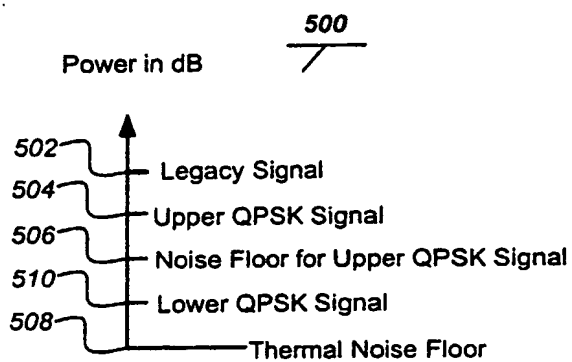 500
Power in dB
502
Legacy Signal
504
Upper QPSK Signal
506
Noise Floor for Upper QPSK Signal
510
Lower QPSK Signal
508
Thermal Noise Floor